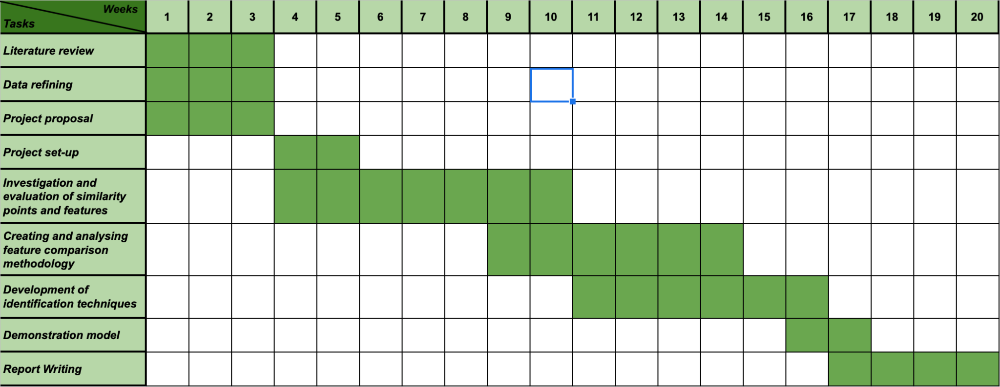 Weeks
Tasks
1 2 3 4 5 6 7 8 9 10 11 12 13 14 15 16 17 18 19 20
Literature review
Data refining
Project proposal
Project set-up
Investigation and
evaluation of similarity
points and features
Creating and analysing
feature comparison
methodology
Development of
identification techniques
Demonstration model
Report Writing